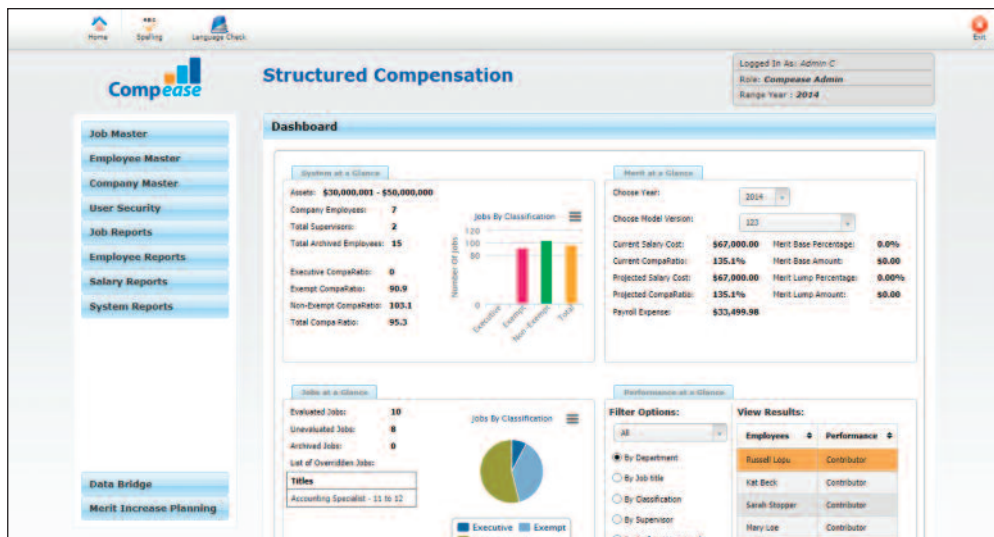 ABC
Home
Spelling
Language Check
Exit
Compease
Structured Compensation
Logged In As: Admin C
Role: Compease Admin
Range Year : 2014
Job Master
Employee Master
Company Master
User Security
Job Reports
Employee Reports
Salary Reports
System Reports
Data Bridge
Merit Increase Planning
Dashboard
System at a Glance
Assets: $30,000,001 - $50,000,000
Company Employees: 7
Total Supervisors: 2
Total Archived Employees: 15
Executive CompaRatio: 0
Exempt CompaRatio: 90.9
Non-Exempt CompaRatio: 103.1
Total Compa Ratio: 95.3
Jobs By Classification
Number Of Jobs
120
100
80
0
Executive
Exempt
Non-Exempt
Total
Merit at a Glance
Choose Year: 2014
Choose Model Version: 123
Current Salary Cost: $67,000.00 Merit Base Percentage: 0.0%
Current CompaRatio: 135.1% Merit Base Amount: $0.00
Projected Salary Cost: $67,000.00 Merit Lump Percentage: 0.00%
Projected CompaRatio: 135.1% Merit Lump Amount: $0.00
Payroll Expense: $33,499.98
Jobs at a Glance
Evaluated Jobs: 10
Unevaluated Jobs: 8
Archived Jobs: 0
List of Overridden Jobs:
Titles
Accounting Specialist - 11 to 12
Jobs By Classification
Executive Exempt
Performance at a Glance
Filter Options:
All
By Department
By Job title
By Classification
By Supervisor
View Results:
Employees Performance
Russell Lopu Contributor
Kat Beck Contributor
Sarah Stopper Contributor
Mary Lee Contributor